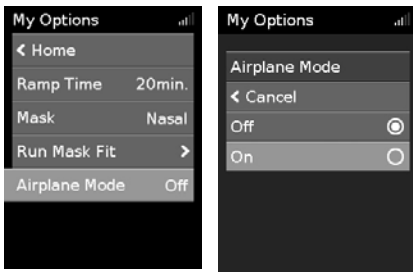 My Options
< Home
Ramp Time 20min.
Mask Nasal
Run Mask Fit >
Airplane Mode Off
My Options
Airplane Mode
< Cancel
Off
On